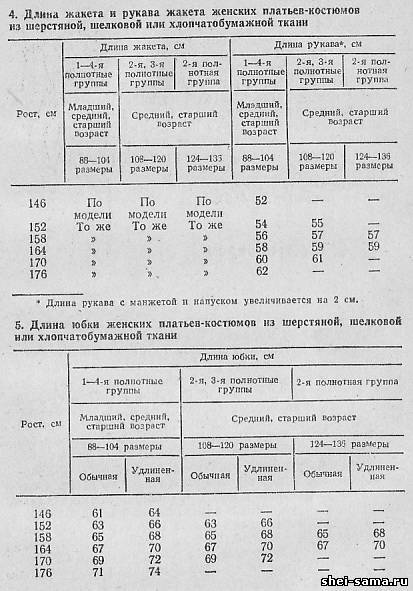 4. Длина жакета и рукава жакета женских платьев-костюмов
из шерстяной, шелковой или хлопчатобумажной ткани
Рост, см
Длина жакета, см
Длина рукава*, см
1—4-я полнотные группы
2-я, 3-я полнотные группы
2-я полнотная группа
1—4-я полнотные группы
2-я, 3-я полнотные группы
2-я полнотная группа
Младший, средний, старший возраст
Средний, старший возраст
Младший, средний, старший возраст
Средний, старший возраст
88—104 размеры
108—120 размеры
124—136 размеры
88—104 размеры
108—120 размеры
124—136 размеры
146 По модели По модели По модели 52 — —
152 То же То же То же 54 55 —
158 » » » 56 57 57
164 » » » 58 59 59
170 » » » 60 61 —
176 » » » 62 — —
* Длина рукава с манжетой и напуском увеличивается на 2 см.
5. Длина юбки женских платьев-костюмов из шерстяной, шелковой
или хлопчатобумажной ткани
Рост, см
Длина юбки, см
1—4-я полнотные группы
2-я, 3-я полнотные группы
2-я полнотная группа
Младший, средний, старший возраст
Средний, старший возраст
88—104 размеры
108—120 размеры
124—136 размеры
Обычная
Удлиненная
Обычная
Удлиненная
Обычная
Удлиненная
146 61 64 — — — —
152 63 66 63 66 — —
158 65 68 65 68 65 68
164 67 70 67 70 67 70
170 69 72 69 72 — —
176 71 74 — — — —
shei-sama.ru